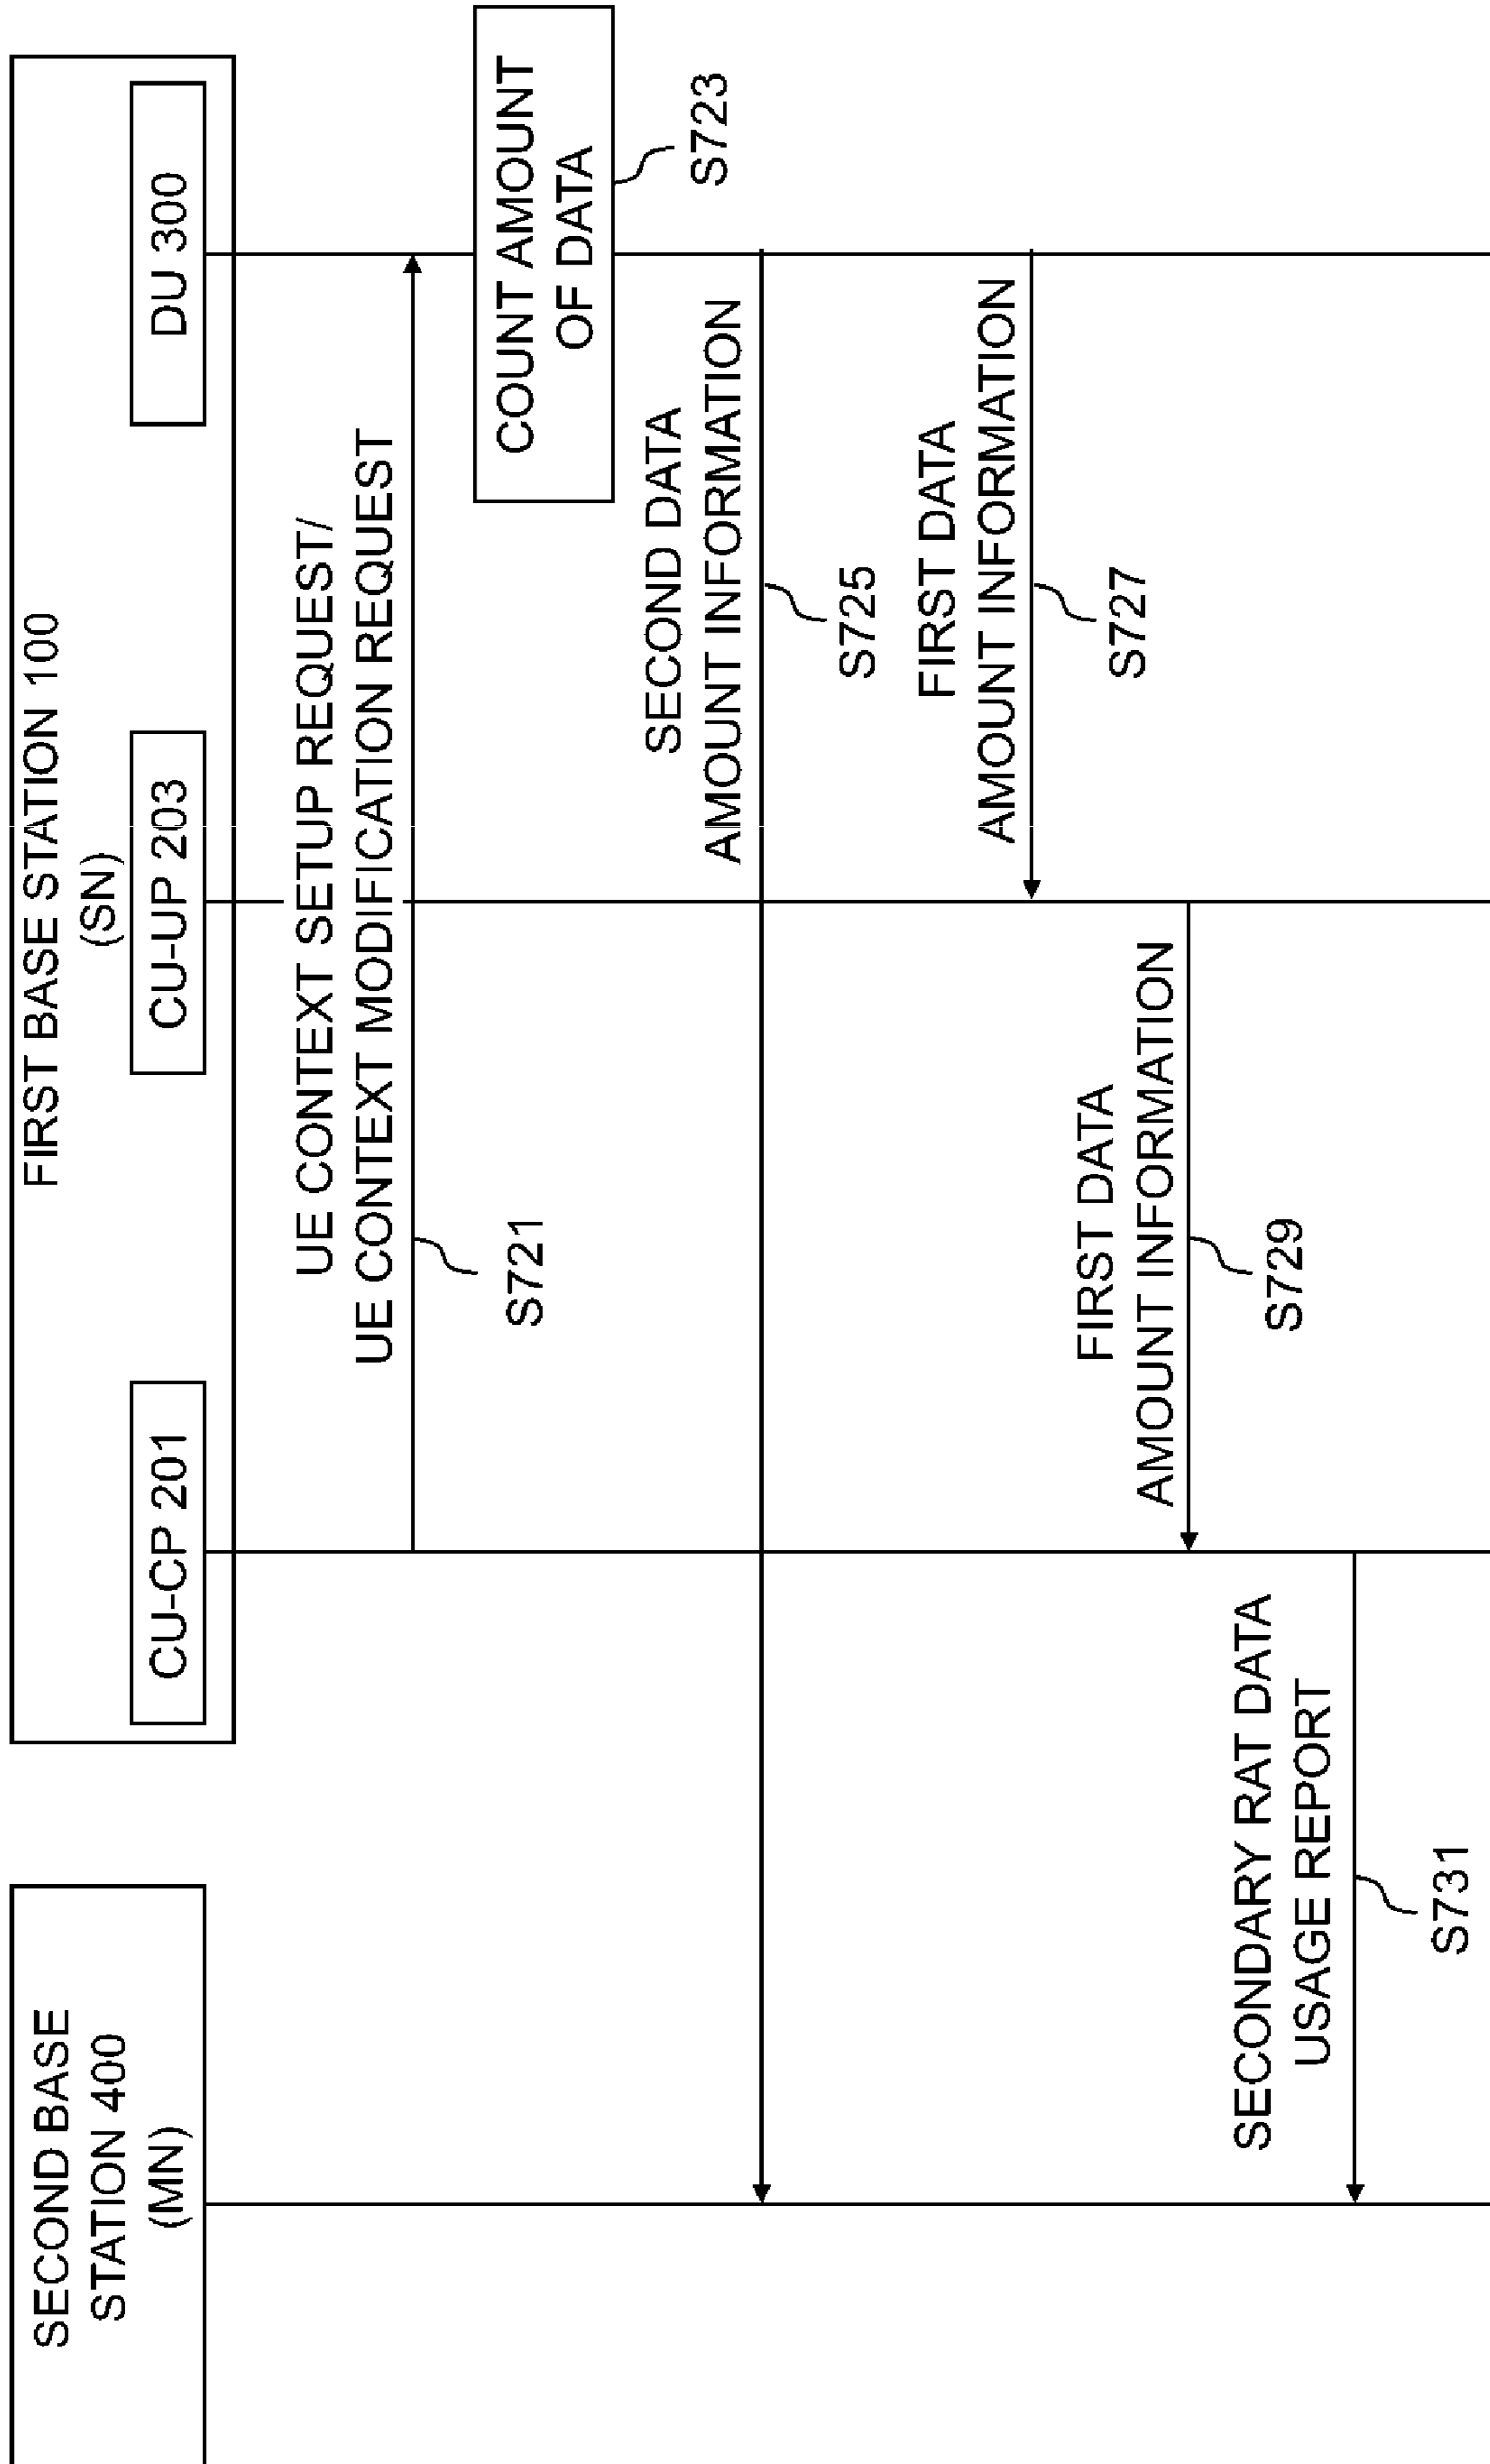 SECOND BASE
STATION 400
(MN)
FIRST BASE STATION 100
(SN)
CU-CP 201
CU-UP 203
DU 300
UE CONTEXT SETUP REQUEST/
UE CONTEXT MODIFICATION REQUEST
S721
COUNT AMOUNT
OF DATA
S723
SECOND DATA
AMOUNT INFORMATION
S725
FIRST DATA
AMOUNT INFORMATION
S727
FIRST DATA
AMOUNT INFORMATION
S729
SECONDARY RAT DATA
USAGE REPORT
S731